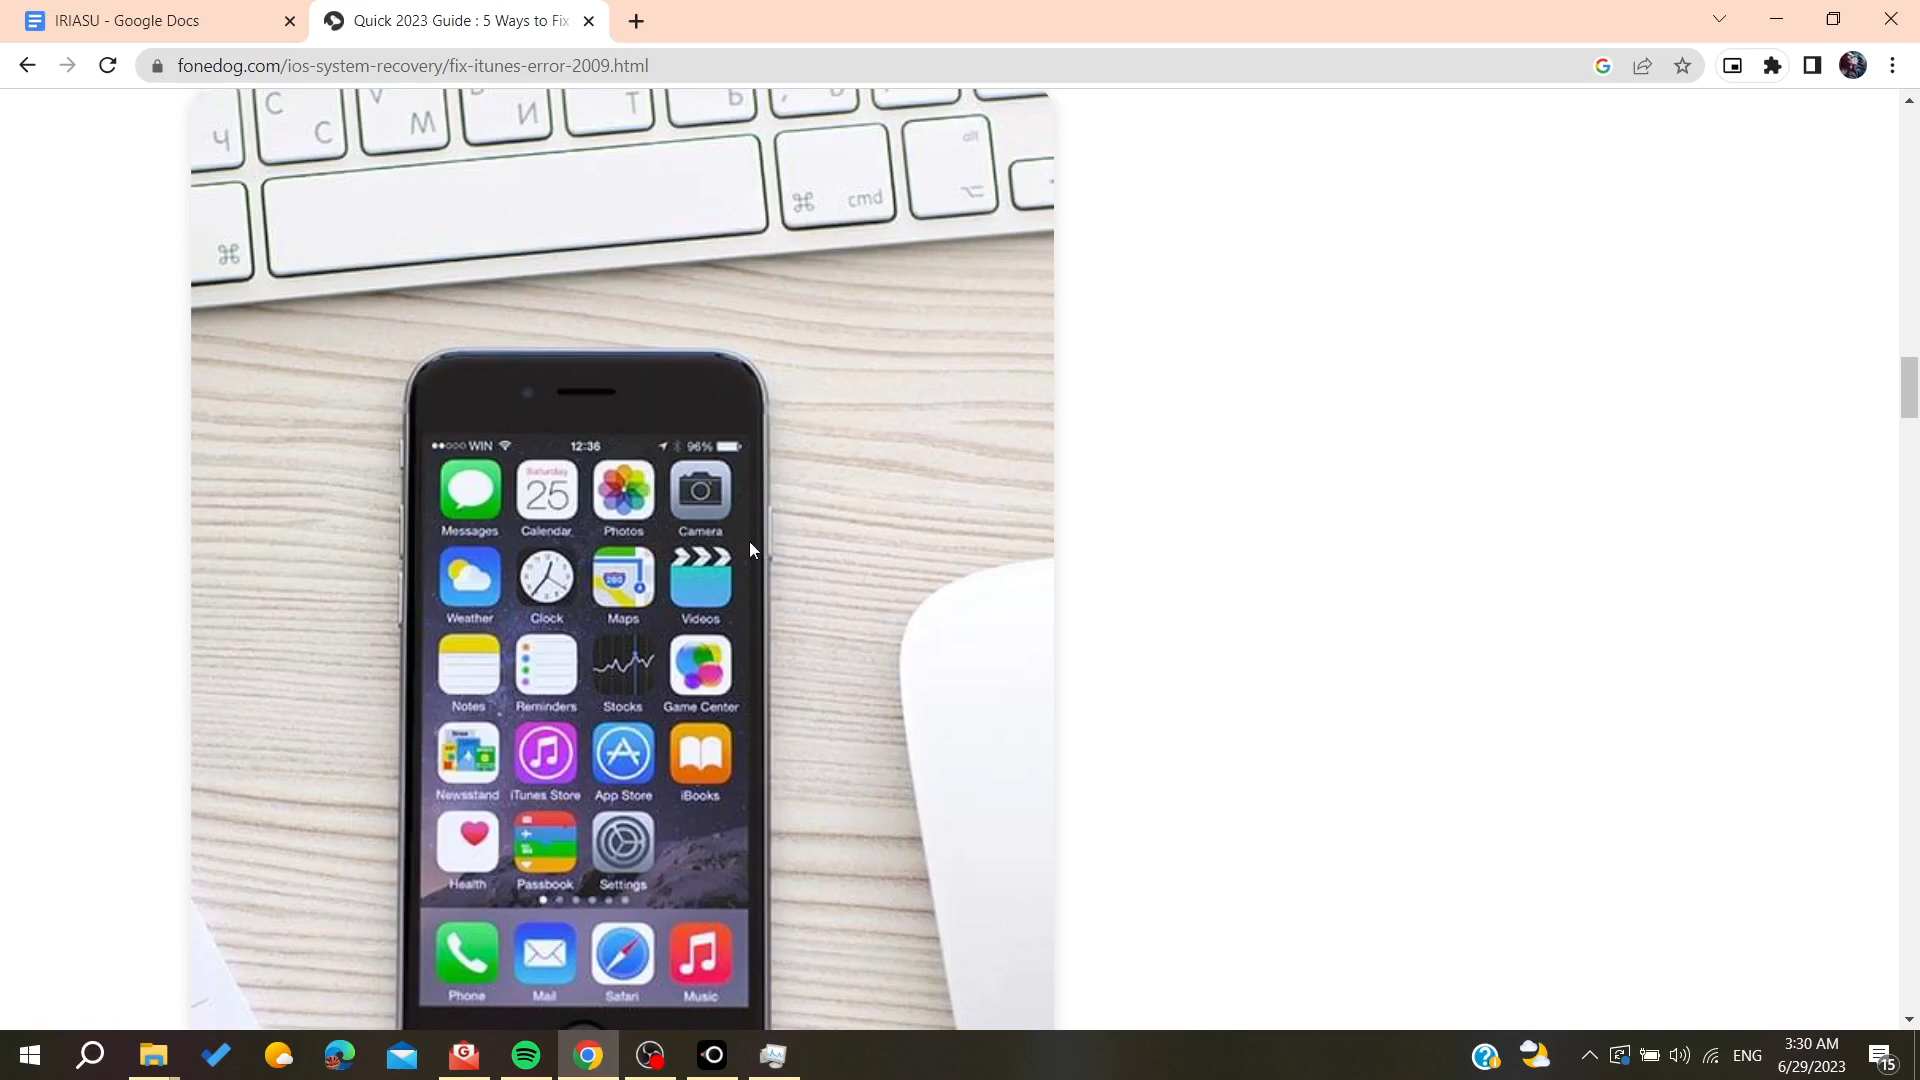 IRIASU - Google Docs
Quick 2023 Guide : 5 Ways to Fix
fonedog.com/ios-system-recovery/fix-itunes-error-2009.html
С М И Т Ь
Ч С
alt
⌘ cmd ⌥
⌘
WIN 12:36 96%
Saturday
25
Messages Calendar Photos Camera
280
Weather Clock Maps Videos
Notes Reminders Stocks Game Center
Newsstand iTunes Store App Store iBooks
Health Passbook Settings
Phone Mail Safari Music
ENG
3:30 AM
6/29/2023
15